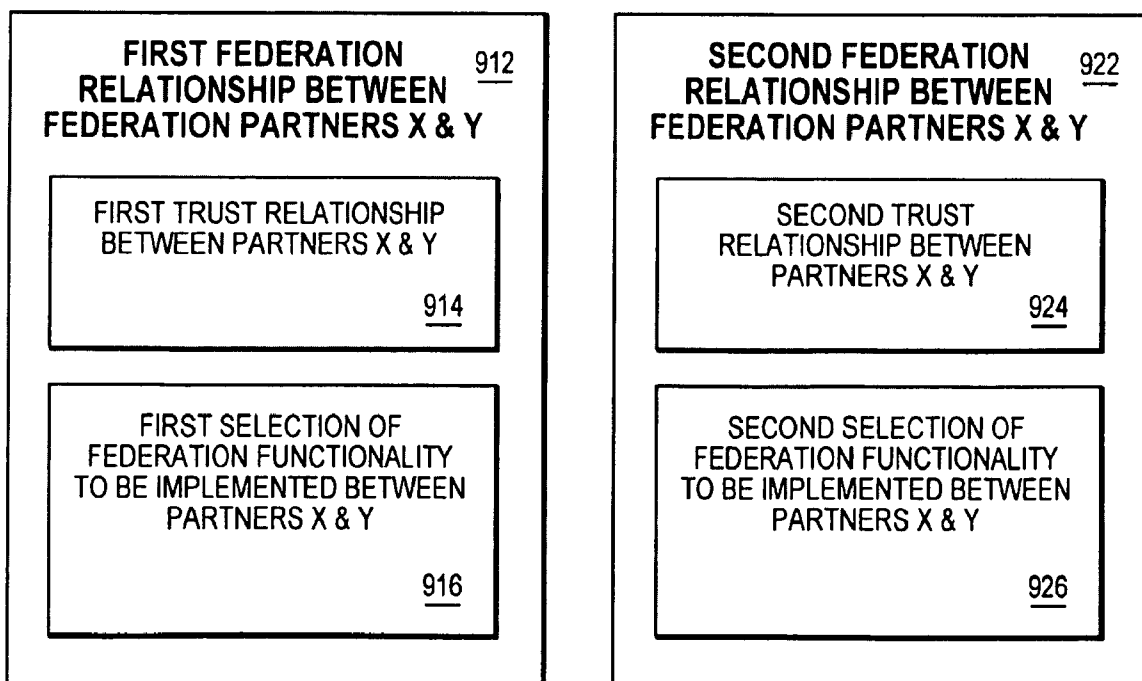 FIRST FEDERATION
RELATIONSHIP BETWEEN
FEDERATION PARTNERS X & Y
912
FIRST TRUST RELATIONSHIP
BETWEEN PARTNERS X & Y
914
FIRST SELECTION OF
FEDERATION FUNCTIONALITY
TO BE IMPLEMENTED BETWEEN
PARTNERS X & Y
916
SECOND FEDERATION
RELATIONSHIP BETWEEN
FEDERATION PARTNERS X & Y
922
SECOND TRUST
RELATIONSHIP BETWEEN
PARTNERS X & Y
924
SECOND SELECTION OF
FEDERATION FUNCTIONALITY
TO BE IMPLEMENTED BETWEEN
PARTNERS X & Y
926